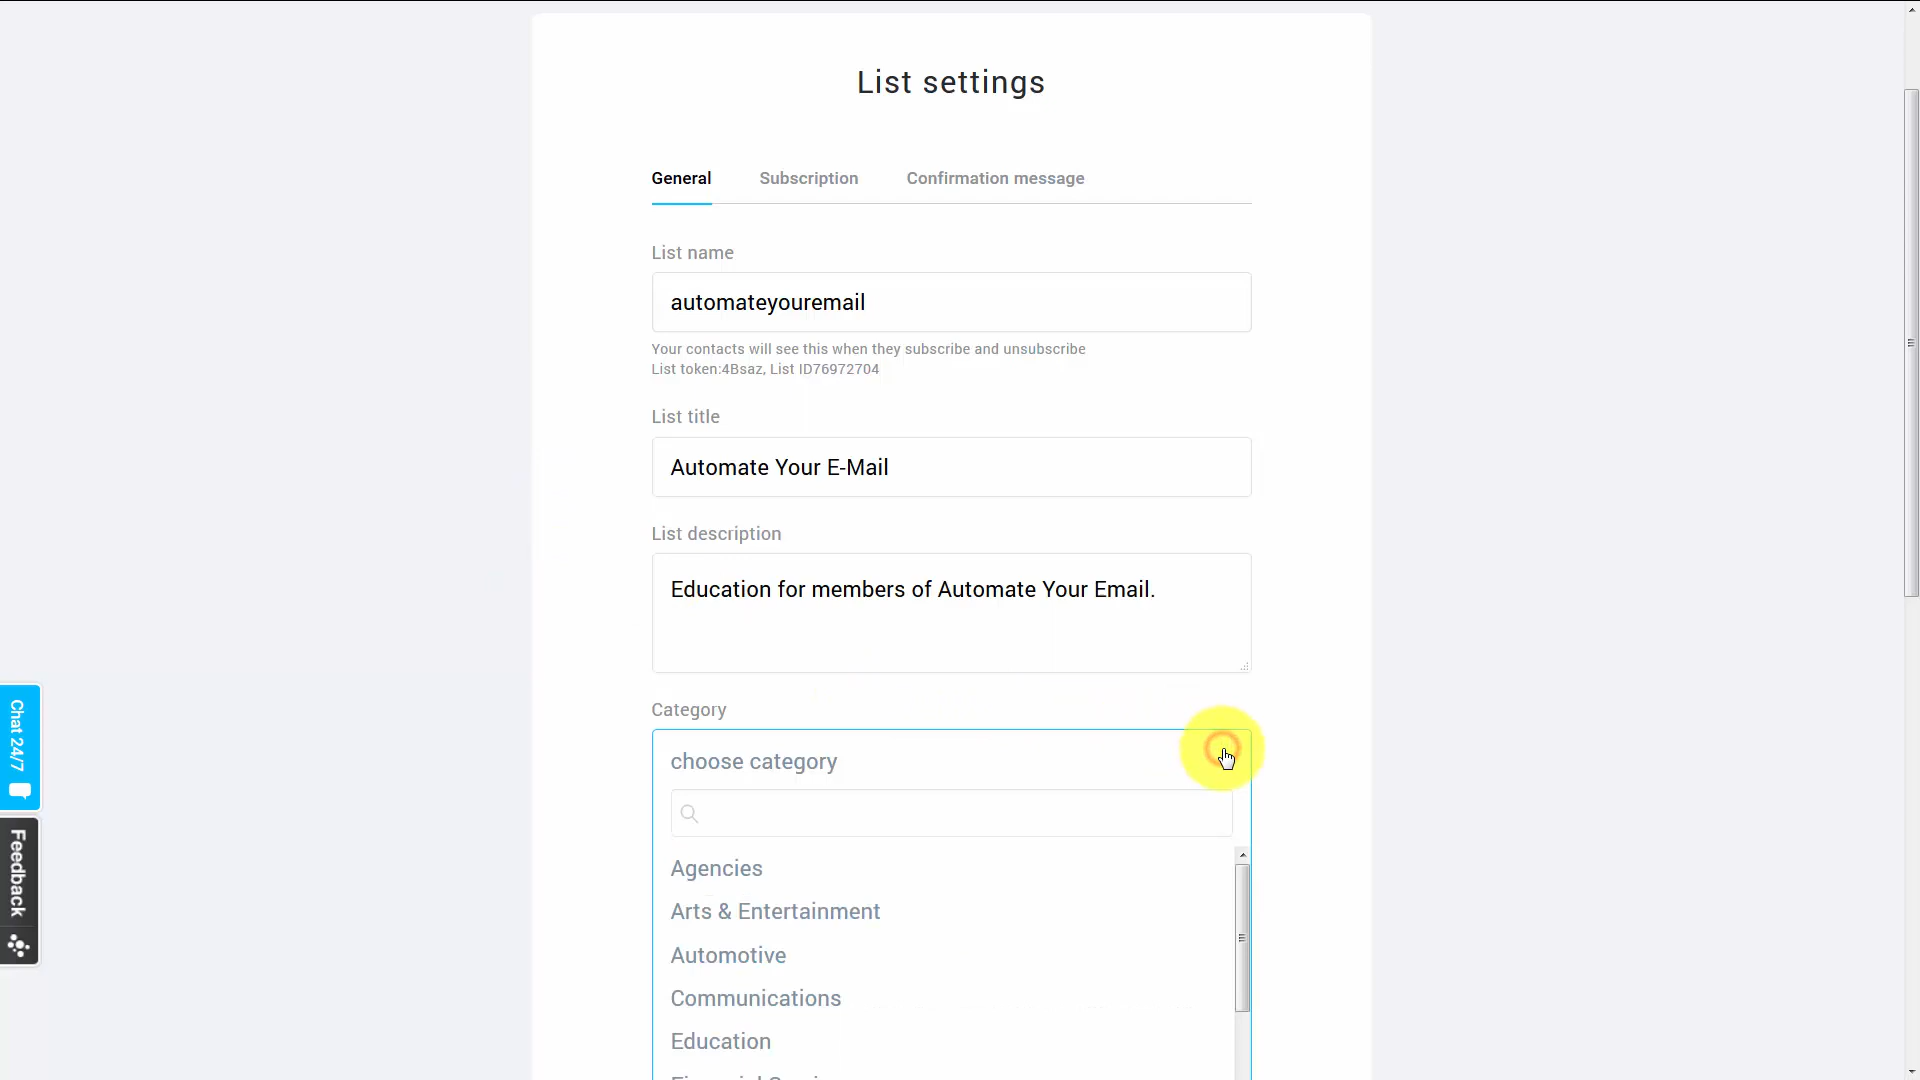 List settings
General Subscription Confirmation message
List name
automateyouremail
Your contacts will see this when they subscribe and unsubscribe
List token:4Bsaz, List ID76972704
List title
Automate Your E-Mail
List description
Education for members of Automate Your Email.
Category
choose category
Agencies
Arts & Entertainment
Automotive
Communications
Education
Chat 24/7
Feedback